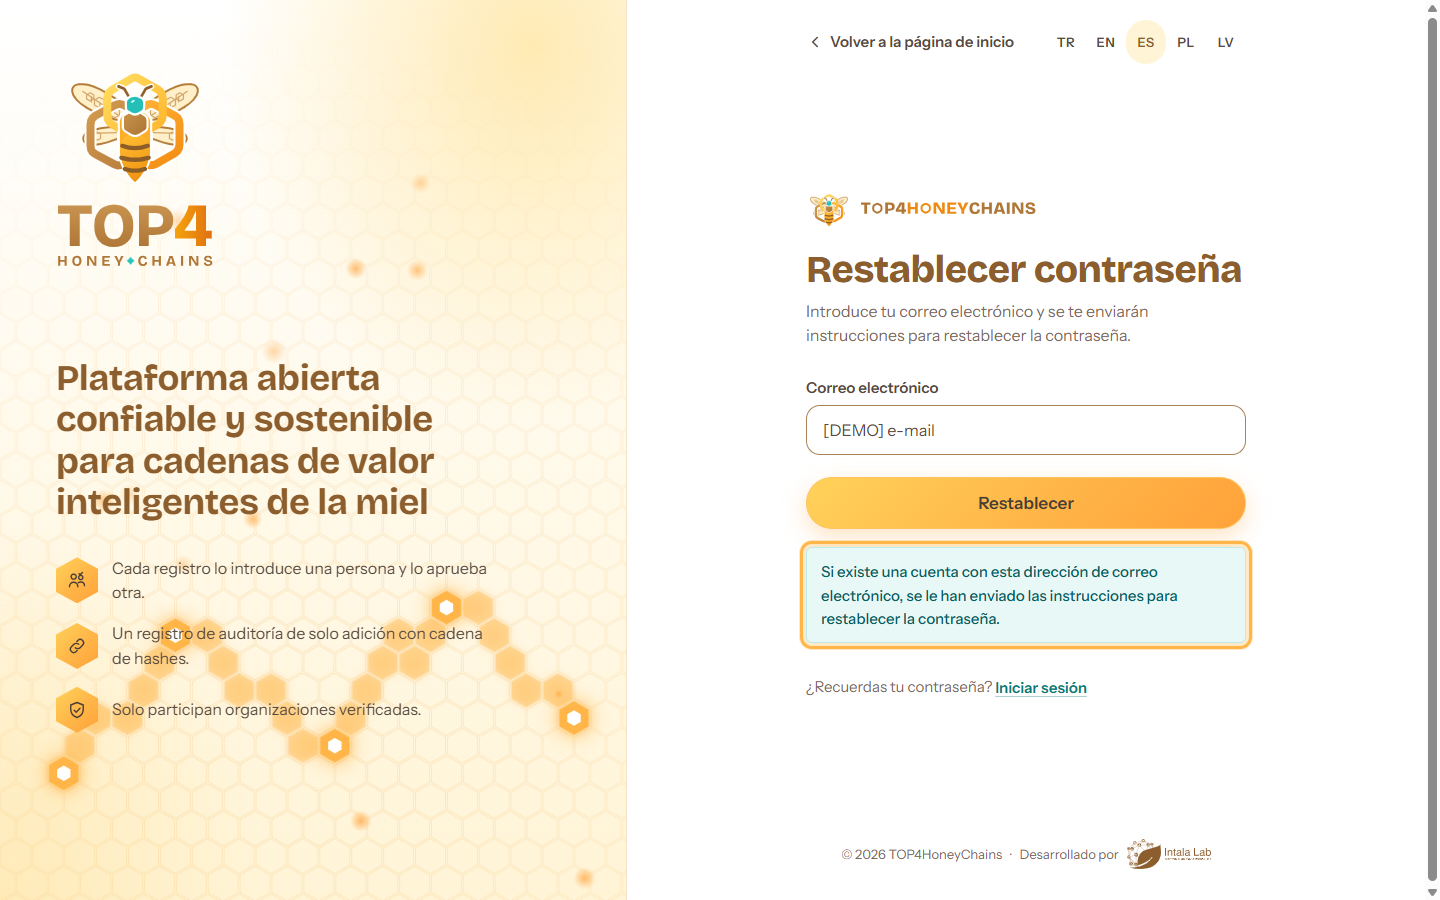 TOP4
HONEY CHAINS
Plataforma abierta
confiable y sostenible
para cadenas de valor
inteligentes de la miel
Cada registro lo introduce una persona y lo aprueba
otra.
Un registro de auditoría de solo adición con cadena
de hashes.
Solo participan organizaciones verificadas.
Volver a la página de inicio
TR EN ES PL LV
TOP4HONEYCHAINS
Restablecer contraseña
Introduce tu correo electrónico y se te enviarán
instrucciones para restablecer la contraseña.
Correo electrónico
[DEMO] e-mail
Restablecer
Si existe una cuenta con esta dirección de correo
electrónico, se le han enviado las instrucciones para
restablecer la contraseña.
¿Recuerdas tu contraseña? Iniciar sesión
© 2026 TOP4HoneyChains · Desarrollado por
Intala Lab